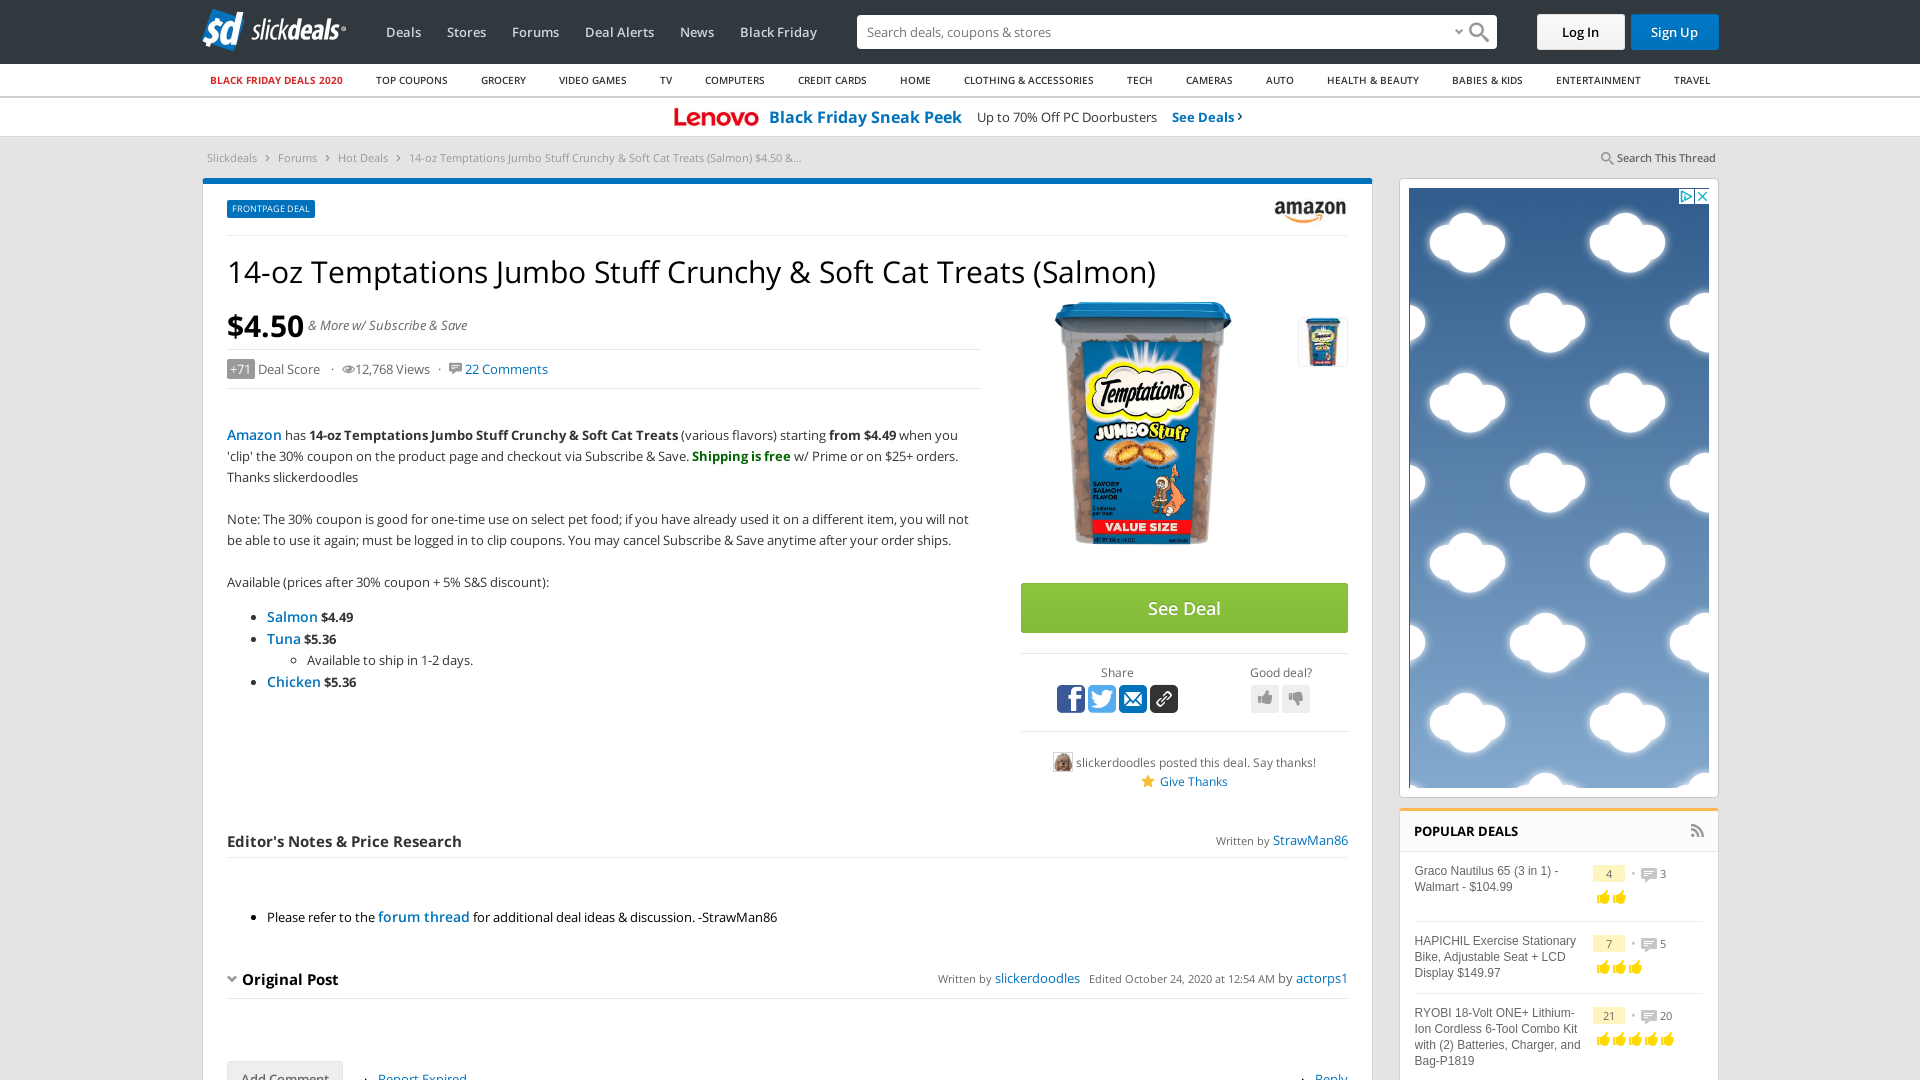 slickdeals
Deals Stores Forums Deal Alerts News Black Friday
Search deals, coupons & shopping
Log In Sign Up
BLACK FRIDAY DEALS 2020 TOP COUPONS GROCERY VIDEO GAMES TV COMPUTERS CREDIT CARDS HOME CLOTHING & ACCESSORIES TECH CAMERAS AUTO HEALTH & BEAUTY BABIES & KIDS ENTERTAINMENT TRAVEL
Lenovo Black Friday Sneak Peek Up to 70% Off PC Doorbusters See Deals
Slickdeals › Forums › Hot Deals › 14-oz Temptations Jumbo Stuff Crunchy & Soft Cat Treats (Salmon) $4.50 &...
Search This Thread
FRONTPAGE DEAL
amazon
14-oz Temptations Jumbo Stuff Crunchy & Soft Cat Treats (Salmon)
$4.50 & More w/ Subscribe & Save
+71 Deal Score · 12,768 Views · 22 Comments
Amazon has 14-oz Temptations Jumbo Stuff Crunchy & Soft Cat Treats (various flavors) starting from $4.49 when you
'clip' the 30% coupon on the product page and checkout via Subscribe & Save. Shipping is free w/ Prime or on $25+ orders.
Thanks slickerdoodles
Note: The 30% coupon is good for one-time use on select pet food; if you have already used it on a different item, you will not
be able to use it again; must be logged in to clip coupons. You may cancel Subscribe & Save anytime after your order ships.
Available (prices after 30% coupon + 5% S&S discount):
Salmon $4.49
Tuna $5.36
Available to ship in 1-2 days.
Chicken $5.36
Temptations
JUMBO Stuff
SAVORY
SALMON
FLAVOR
VALUE SIZE
See Deal
Share
Good deal?
slickerdoodles posted this deal. Say thanks!
Give Thanks
Editor's Notes & Price Research
Written by StrawMan86
Please refer to the forum thread for additional deal ideas & discussion. -StrawMan86
Original Post
Written by slickerdoodles Edited October 24, 2020 at 12:54 AM by actorps1
Add Comment · Report Expired
· Reply
POPULAR DEALS
Graco Nautilus 65 (3 in 1) -
Walmart - $104.99
4 · 3
HAPICHIL Exercise Stationary
Bike, Adjustable Seat + LCD
Display $149.97
7 · 5
RYOBI 18-Volt ONE+ Lithium-
Ion Cordless 6-Tool Combo Kit
with (2) Batteries, Charger, and
Bag-P1819
21 · 20